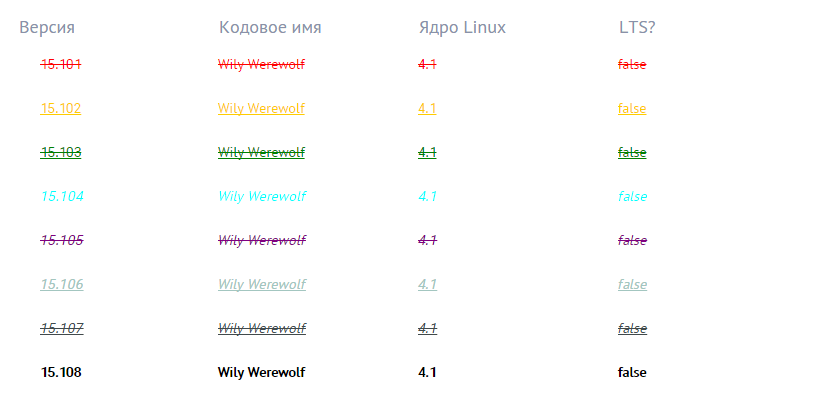 Версия Кодовое имя Ядро Linux LTS?
15.101 Wily Werewolf 4.1 false
15.102 Wily Werewolf 4.1 false
15.103 Wily Werewolf 4.1 false
15.104 Wily Werewolf 4.1 false
15.105 Wily Werewolf 4.1 false
15.106 Wily Werewolf 4.1 false
15.107 Wily Werewolf 4.1 false
15.108 Wily Werewolf 4.1 false